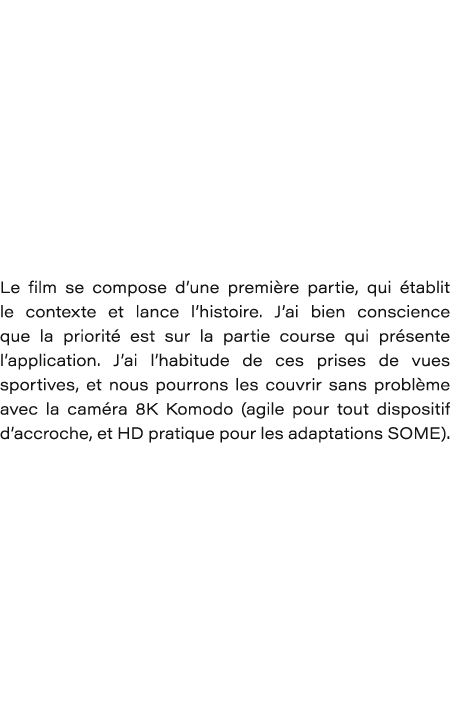 Le film se compose d’une première partie, qui établit
le contexte et lance l’histoire. J’ai bien conscience
que la priorité est sur la partie course qui présente
l’application. J’ai l’habitude de ces prises de vues
sportives, et nous pourrons les couvrir sans problème
avec la caméra 8K Komodo (agile pour tout dispositif
d’accroche, et HD pratique pour les adaptations SOME).